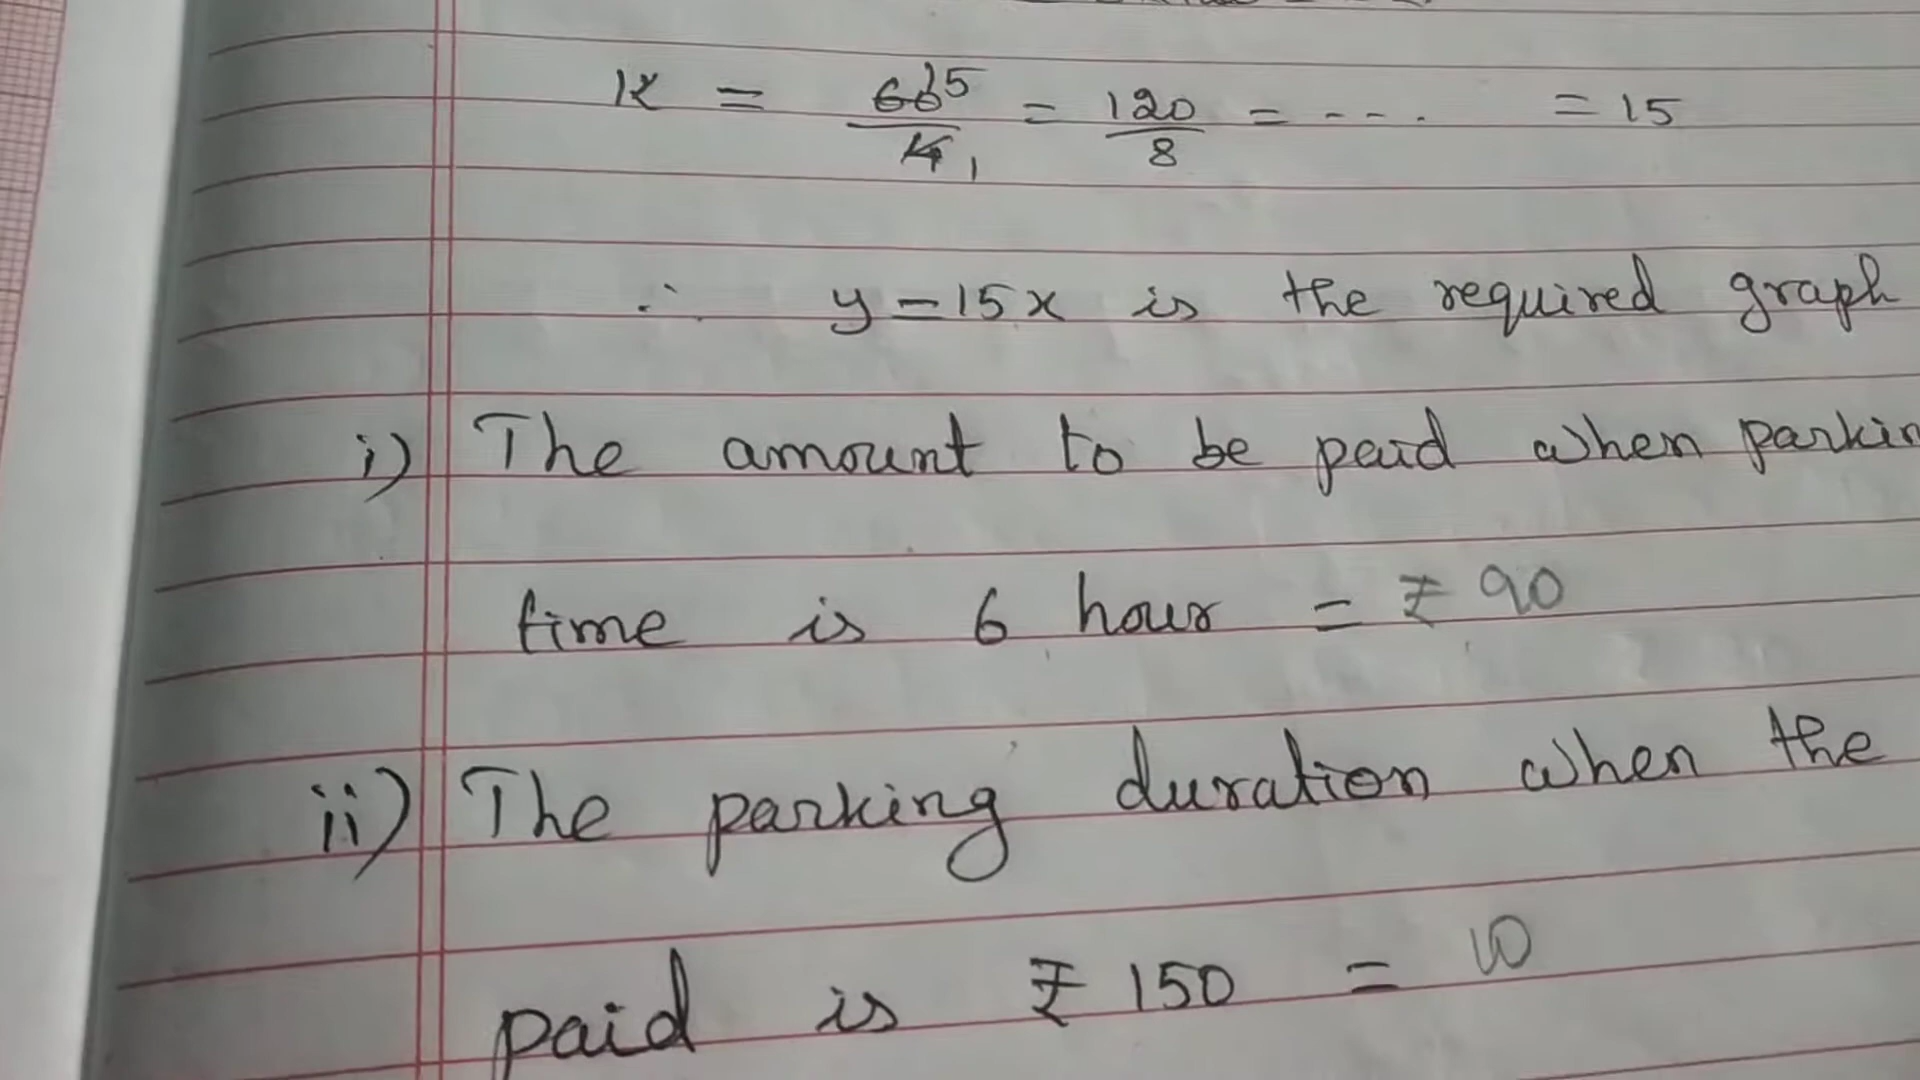 k = 60/4 = 120/8 = --- . = 15
∴ y = 15x is the required graph
i) The amount to be paid when parkin
time is 6 hour = ₹ 90
ii) The parking duration when the
paid is ₹ 150 = 10